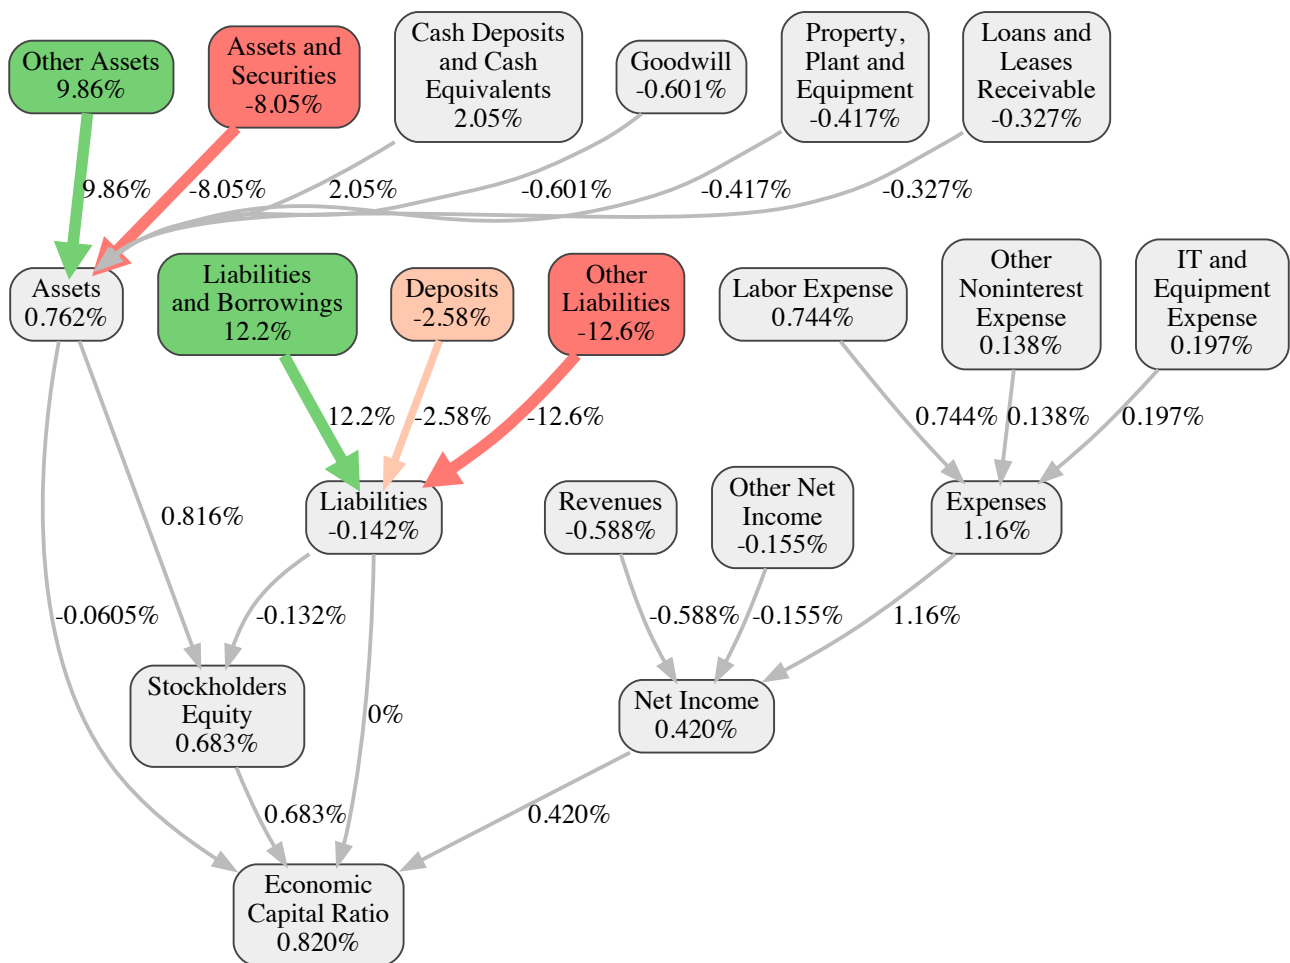 Other Assets
9.86%
Assets and
Securities
-8.05%
Cash Deposits
and Cash
Equivalents
2.05%
Goodwill
-0.601%
Property,
Plant and
Equipment
-0.417%
Loans and
Leases
Receivable
-0.327%
9.86%
-8.05%
2.05%
-0.601%
-0.417%
-0.327%
Assets
0.762%
Liabilities
and Borrowings
12.2%
Deposits
-2.58%
Other
Liabilities
-12.6%
Labor Expense
0.744%
Other
Noninterest
Expense
0.138%
IT and
Equipment
Expense
0.197%
12.2%
-2.58%
-12.6%
0.744%
0.138%
0.197%
0.816%
Liabilities
-0.142%
Revenues
-0.588%
Other Net
Income
-0.155%
Expenses
1.16%
-0.0605%
-0.132%
-0.588%
-0.155%
1.16%
Stockholders
Equity
0.683%
0%
Net Income
0.420%
0.683%
0.420%
Economic
Capital Ratio
0.820%